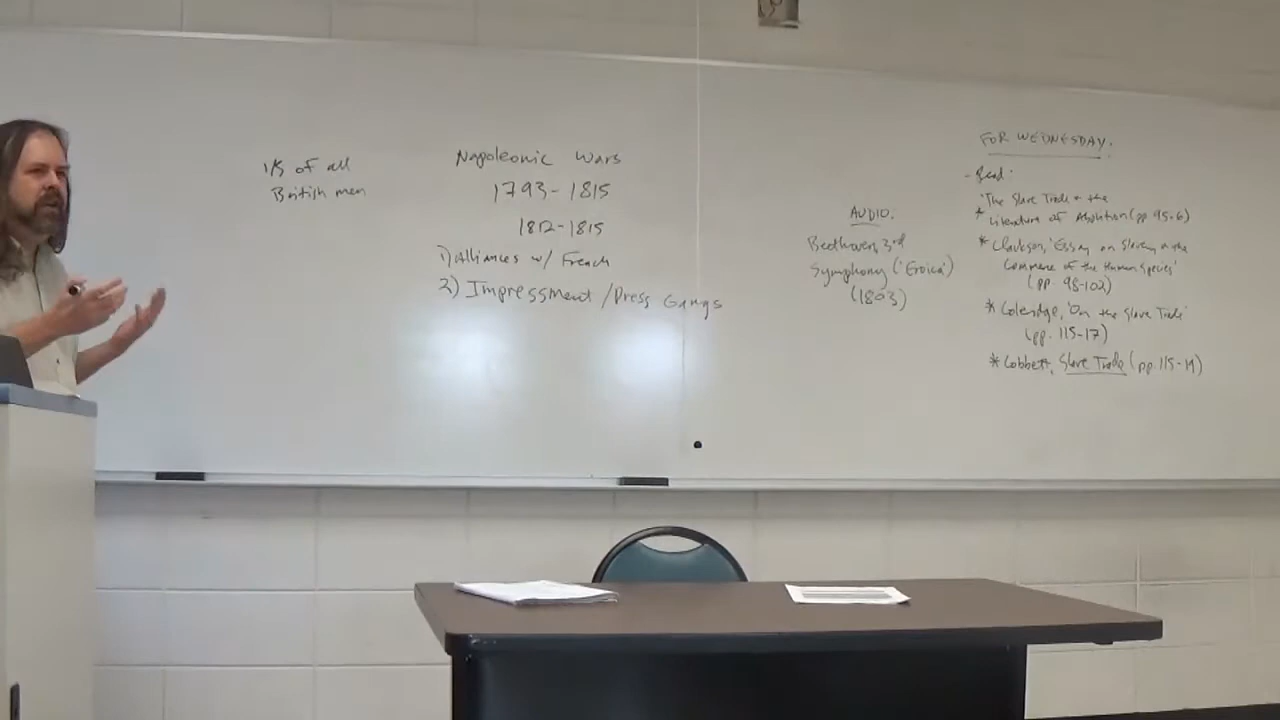 1/5 of all
British men
Napoleonic Wars
1793-1815
1812-1815
1) Alliances w/ French
2) Impressment / Press Gangs
AUDIO.
Beethoven, 3rd
Symphony ('Eroica')
(1803)
FOR WEDNESDAY.
- Read:
'The Slave Trade & the
* Literature of Abolition (pp. 95-6)
* Clarkson, 'Essay on Slavery & the
Commerce of the Human Species'
(pp. 98-102)
* Coleridge, 'On the Slave Trade'
(pp. 115-17)
* Cobbett, Slave Trade (pp. 115-19)